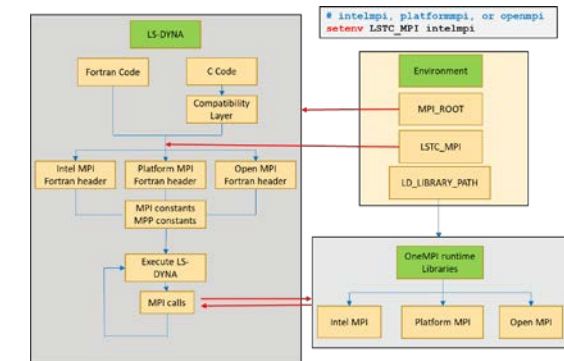 # intelmpi, platformmpi, or openmpi
setenv LSTC_MPI intelmpi
LS-DYNA
Fortran Code
C Code
Compatibility
Layer
Intel MPI
Fortran header
Platform MPI
Fortran header
Open MPI
Fortran header
MPI constants
MPP constants
Execute LS-
DYNA
MPI calls
Environment
MPI_ROOT
LSTC_MPI
LD_LIBRARY_PATH
OneMPI runtime
Libraries
Intel MPI
Platform MPI
Open MPI